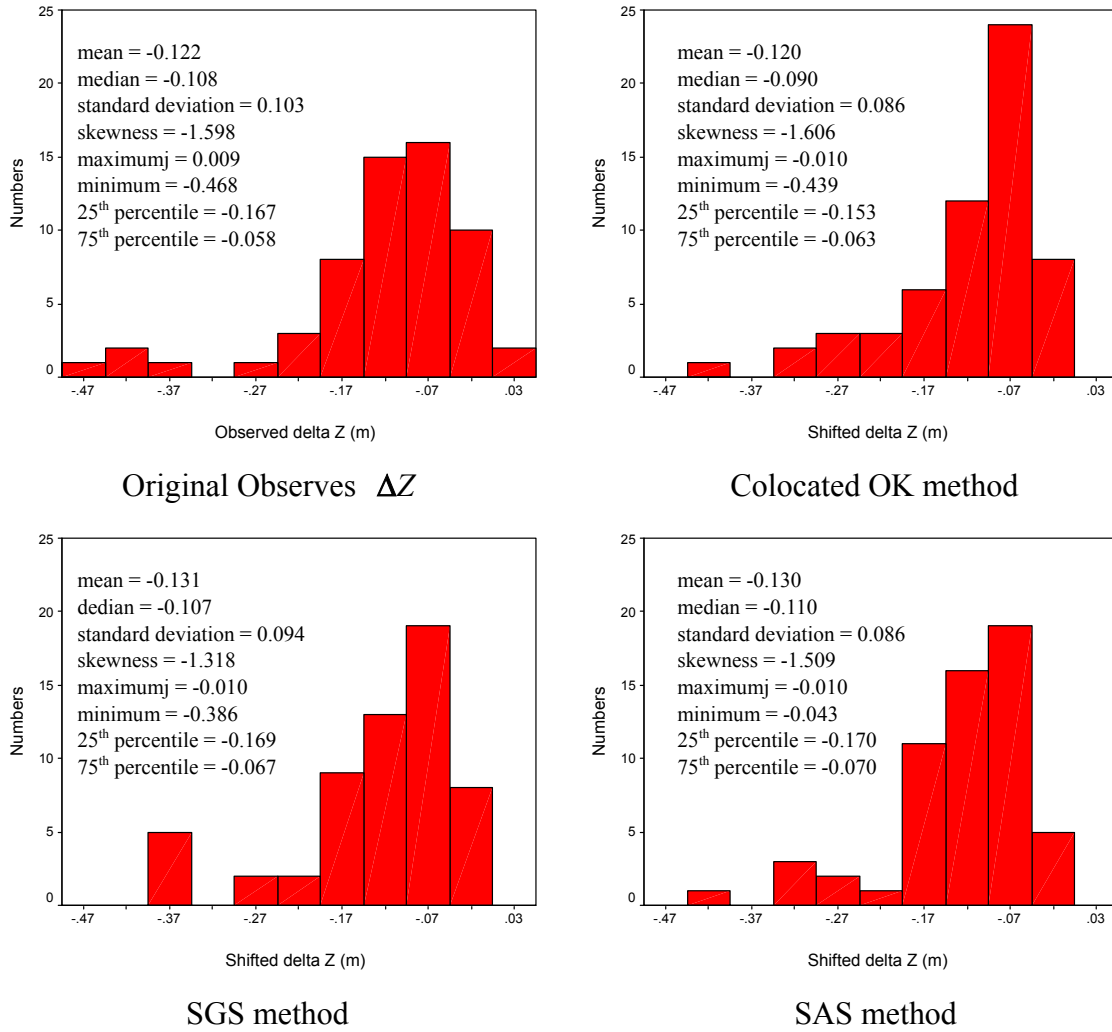 25
20
15
10
5
0
Numbers
mean = -0.122
median = -0.108
standard deviation = 0.103
skewness = -1.598
maximumj = 0.009
minimum = -0.468
25th percentile = -0.167
75th percentile = -0.058
-.47
-.37
-.27
-.17
-.07
.03
Observed delta Z (m)
Original Observes ΔZ
25
20
15
10
5
0
Numbers
mean = -0.120
median = -0.090
standard deviation = 0.086
skewness = -1.606
maximumj = -0.010
minimum = -0.439
25th percentile = -0.153
75th percentile = -0.063
-.47
-.37
-.27
-.17
-.07
.03
Shifted delta Z (m)
Colocated OK method
25
20
15
10
5
0
Numbers
mean = -0.131
dedian = -0.107
standard deviation = 0.094
skewness = -1.318
maximumj = -0.010
minimum = -0.386
25th percentile = -0.169
75th percentile = -0.067
-.47
-.37
-.27
-.17
-.07
.03
Shifted delta Z (m)
SGS method
25
20
15
10
5
0
Numbers
mean = -0.130
median = -0.110
standard deviation = 0.086
skewness = -1.509
maximumj = -0.010
minimum = -0.043
25th percentile = -0.170
75th percentile = -0.070
-.47
-.37
-.27
-.17
-.07
.03
Shifted delta Z (m)
SAS method